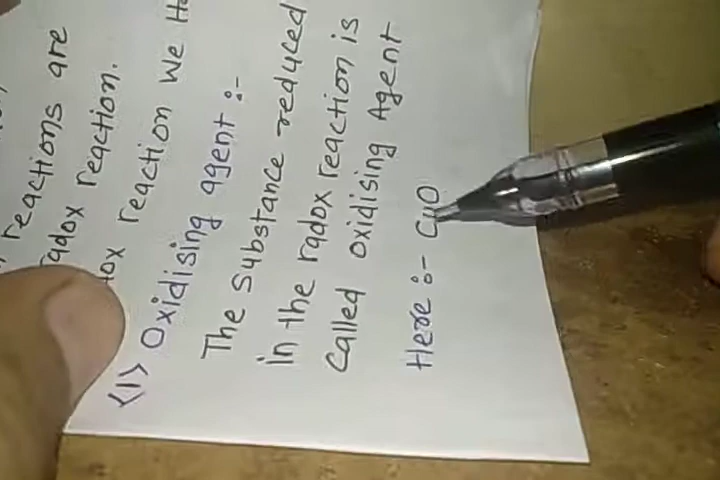 reactions are
radox reaction.
reaction We
(1) Oxidising agent :-
The substance reduced
in the radox reaction is
Called oxidising Agent
Here :- CuO